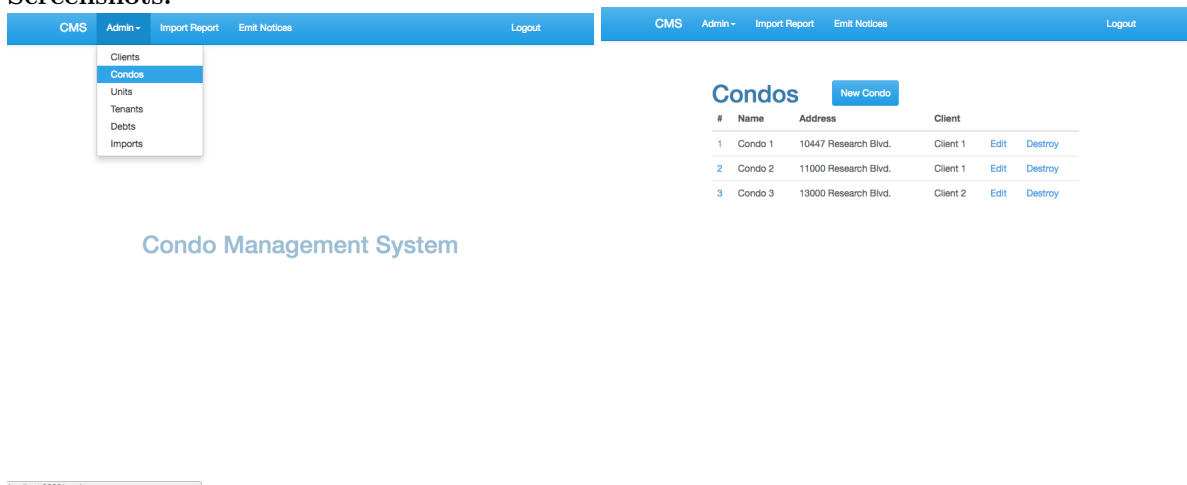 Screenshots:
CMS Admin Import Report Emit Notices Logout
Clients
Condos
Units
Tenants
Debts
Imports
Condo Management System
CMS Admin Import Report Emit Notices Logout
Condos New Condo
# Name Address Client
1 Condo 1 10447 Research Blvd. Client 1 Edit Destroy
2 Condo 2 11000 Research Blvd. Client 1 Edit Destroy
3 Condo 3 13000 Research Blvd. Client 2 Edit Destroy